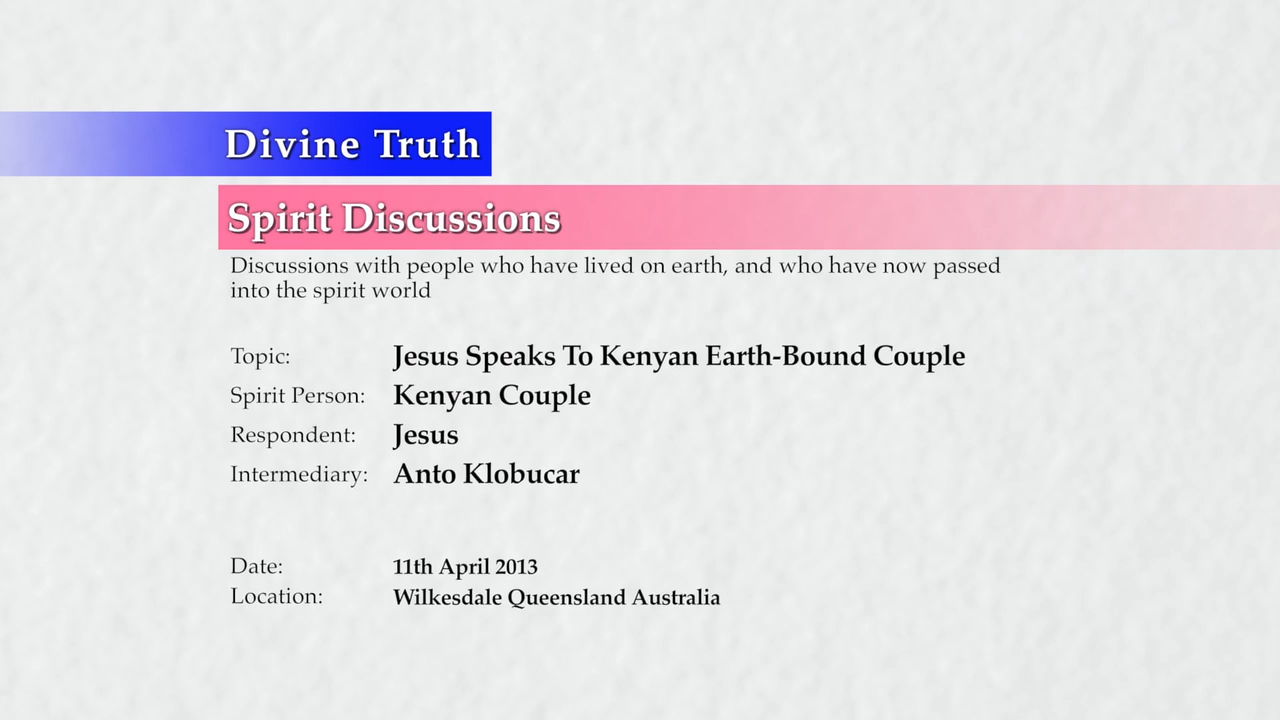 Divine Truth
Spirit Discussions
Discussions with people who have lived on earth, and who have now passed
into the spirit world
Topic: Jesus Speaks To Kenyan Earth-Bound Couple
Spirit Person: Kenyan Couple
Respondent: Jesus
Intermediary: Anto Klobucar
Date: 11th April 2013
Location: Wilkesdale Queensland Australia